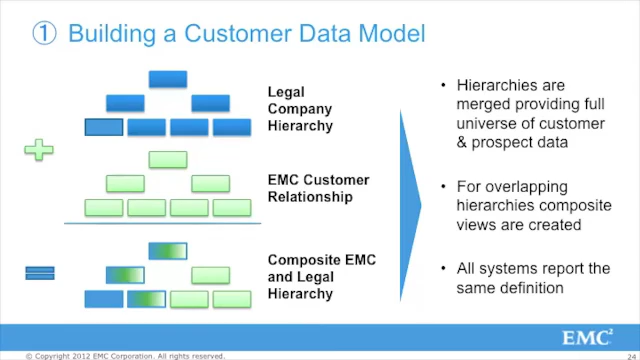 ① Building a Customer Data Model
Legal
Company
Hierarchy
EMC Customer
Relationship
Composite EMC
and Legal
Hierarchy
• Hierarchies are
merged providing full
universe of customer
& prospect data
• For overlapping
hierarchies composite
views are created
• All systems report the
same definition
EMC²
© Copyright 2012 EMC Corporation. All rights reserved.
24